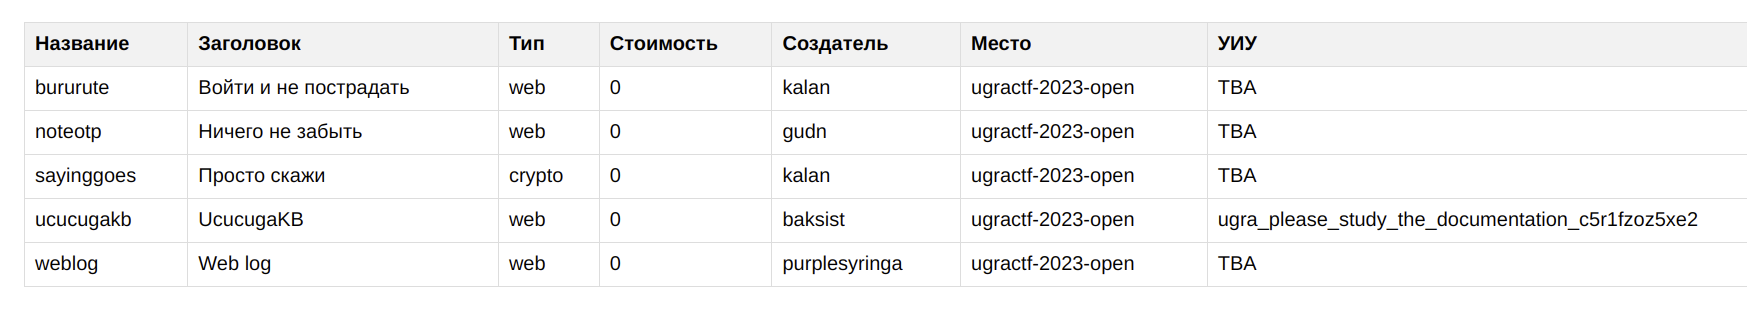 Название Заголовок Тип Стоимость Создатель Место УИУ
bururute Войти и не пострадать web 0 kalan ugractf-2023-open TBA
noteotp Ничего не забыть web 0 gudn ugractf-2023-open TBA
sayinggoes Просто скажи crypto 0 kalan ugractf-2023-open TBA
ucucugakb UcucugaKB web 0 baksist ugractf-2023-open ugra_please_study_the_documentation_c5r1fzoz5xe2
weblog Web log web 0 purplesyringa ugractf-2023-open TBA